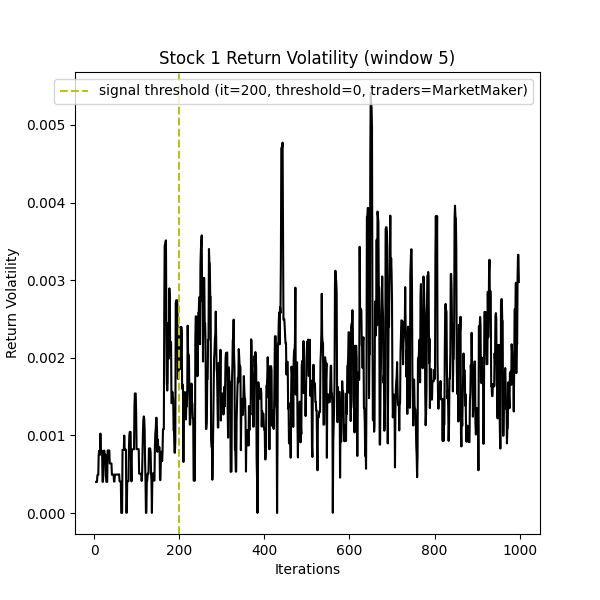 Stock 1 Return Volatility (window 5)
signal threshold (it=200, threshold=0, traders=MarketMaker)
0.005
0.004
0.003
0.002
0.001
0.000
Return Volatility
0 200 400 600 800 1000
Iterations